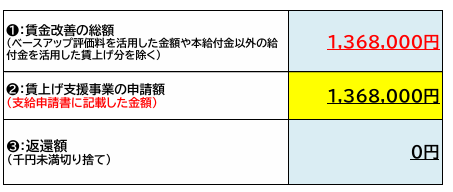 ❶：賃金改善の総額
（ベースアップ評価料を活用した金額や本給付金以外の給
付金を活用した賃上げ分を除く）
1,368,000円
❷：賃上げ支援事業の申請額
（支給申請書に記載した金額）
1,368,000円
❸：返還額
（千円未満切り捨て）
0円